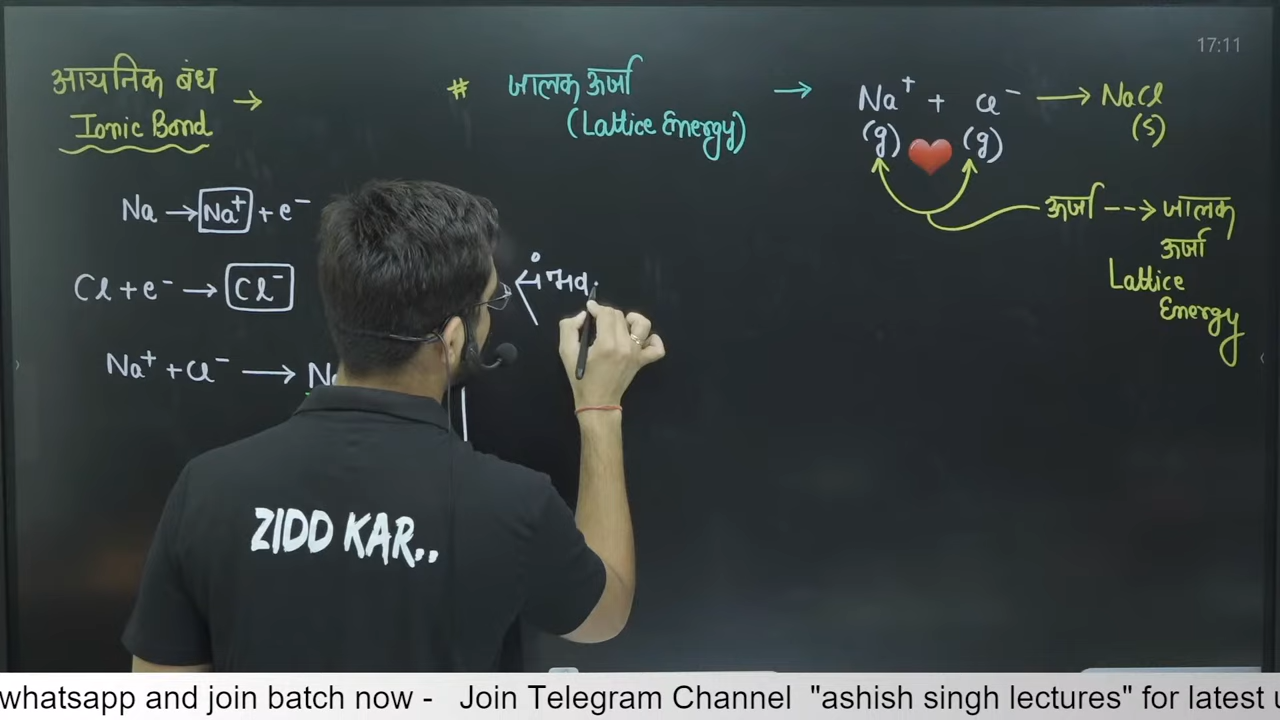 आयनिक बंध →
Ionic Bond
Na → Na⁺ + e⁻
Cl + e⁻ → Cl⁻
Na⁺ + Cl⁻ →
# जालक ऊर्जा →
(Lattice Energy)
Na⁺ + Cl⁻ → NaCl
(g) (g) (s)
ऊर्जा --→ जालक
ऊर्जा
Lattice
Energy
17:11
ZIDD KAR..
whatsapp and join batch now - Join Telegram Channel "ashish singh lectures" for latest